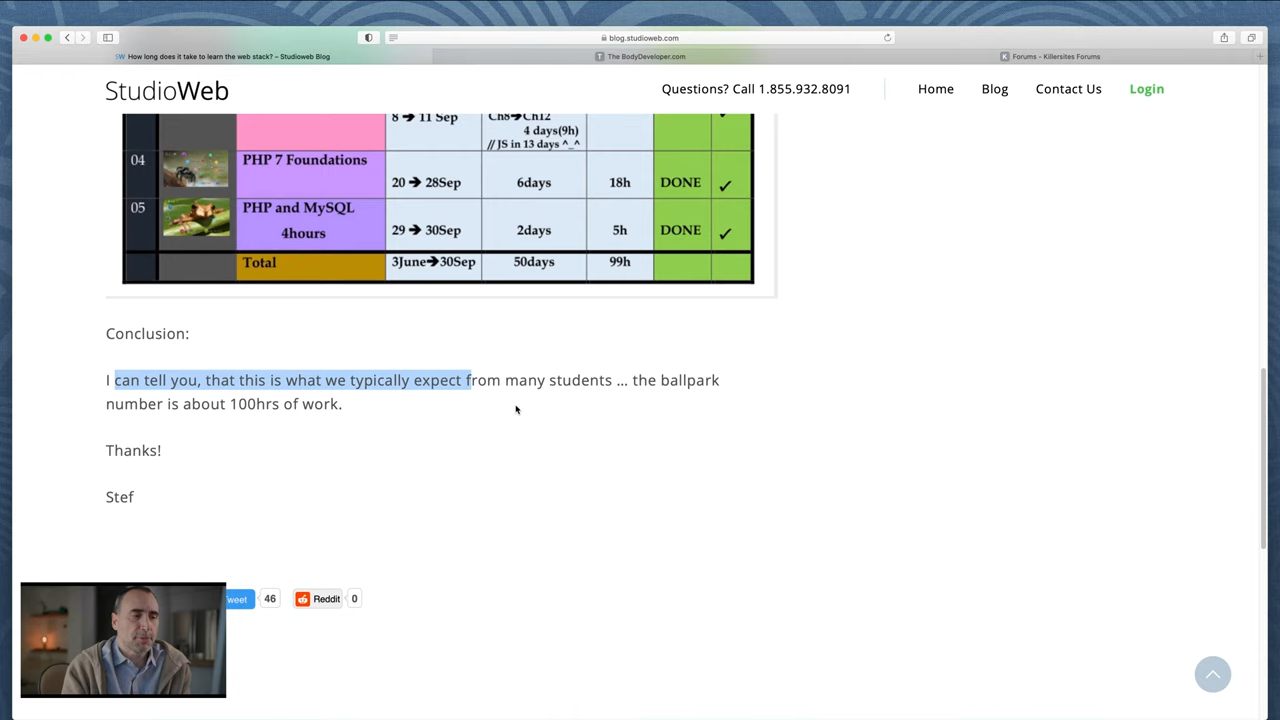 blog.studioweb.com
SW How long does it take to learn the web stack? – Studioweb Blog
T The BodyDeveloper.com
K Forums - Killersites Forums
StudioWeb
Questions? Call 1.855.932.8091
Home Blog Contact Us Login
8 → 11 Sep Ch8→Ch12 ✓
4 days(9h)
// JS in 13 days ^_^
04 PHP 7 Foundations
20 → 28Sep 6days 18h DONE ✓
05 PHP and MySQL
4hours 29 → 30Sep 2days 5h DONE ✓
Total 3June→30Sep 50days 99h
Conclusion:
I can tell you, that this is what we typically expect from many students … the ballpark
number is about 100hrs of work.
Thanks!
Stef
weet 46 Reddit 0